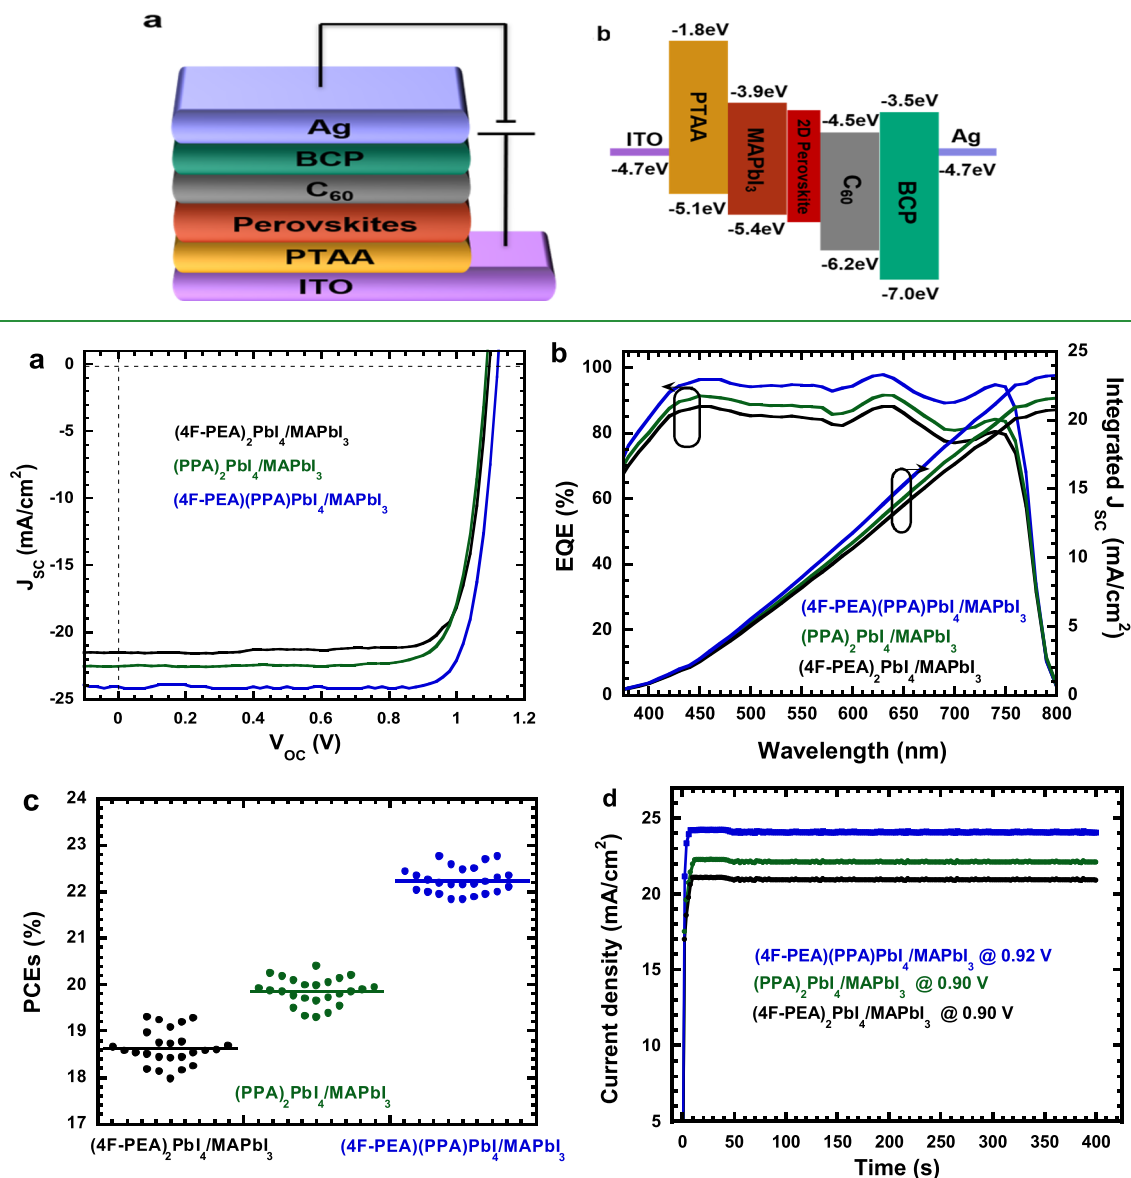 a
Ag
BCP
C60
Perovskites
PTAA
ITO
b
-1.8eV
-3.9eV
-3.5eV
-4.5eV
ITO
Ag
-4.7eV
-4.7eV
PTAA
MAPbI3
2D Perovskite
C60
BCP
-5.1eV
-5.4eV
-6.2eV
-7.0eV
a
0
-5
-10
-15
-20
-25
JSC (mA/cm2)
(4F-PEA)2PbI4/MAPbI3
(PPA)2PbI4/MAPbI3
(4F-PEA)(PPA)PbI4/MAPbI3
0 0.2 0.4 0.6 0.8 1 1.2
VOC (V)
b
100
80
60
40
20
0
EQE (%)
25
20
15
10
5
0
Integrated JSC (mA/cm2)
(4F-PEA)(PPA)PbI4/MAPbI3
(PPA)2PbI4/MAPbI3
(4F-PEA)2PbI4/MAPbI3
400 450 500 550 600 650 700 750 800
Wavelength (nm)
c
24
23
22
21
20
19
18
17
PCEs (%)
(PPA)2PbI4/MAPbI3
(4F-PEA)2PbI4/MAPbI3
(4F-PEA)(PPA)PbI4/MAPbI3
d
25
20
15
10
5
Current density (mA/cm2)
(4F-PEA)(PPA)PbI4/MAPbI3 @ 0.92 V
(PPA)2PbI4/MAPbI3 @ 0.90 V
(4F-PEA)2PbI4/MAPbI3 @ 0.90 V
0 50 100 150 200 250 300 350 400
Time (s)